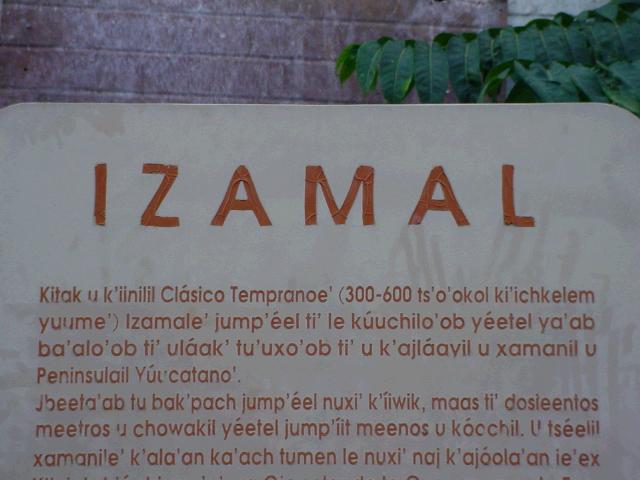 IZAMAL
Kitak u k'iinilil Clásico Tempranoe' (300-600 ts'o'okol ki'ichkelem
yuume') Izamale' jump'éel ti' le kúuchilo'ob yéetel ya'ab
ba'alo'ob ti' uláak' tu'uxo'ob ti' u k'ajláayil u xamanil u
Peninsulail Yúucatano'.
Jbeeta'ab tu bak'pach jump'éel nuxi' k'íiwik, maas ti' dosieentos
meetros u chowakil yéetel jump'íit meenos u kócchil. U tséelil
xamanile' k'ala'an ka'ach tumen le nuxi' naj k'ajóola'an ie'ex